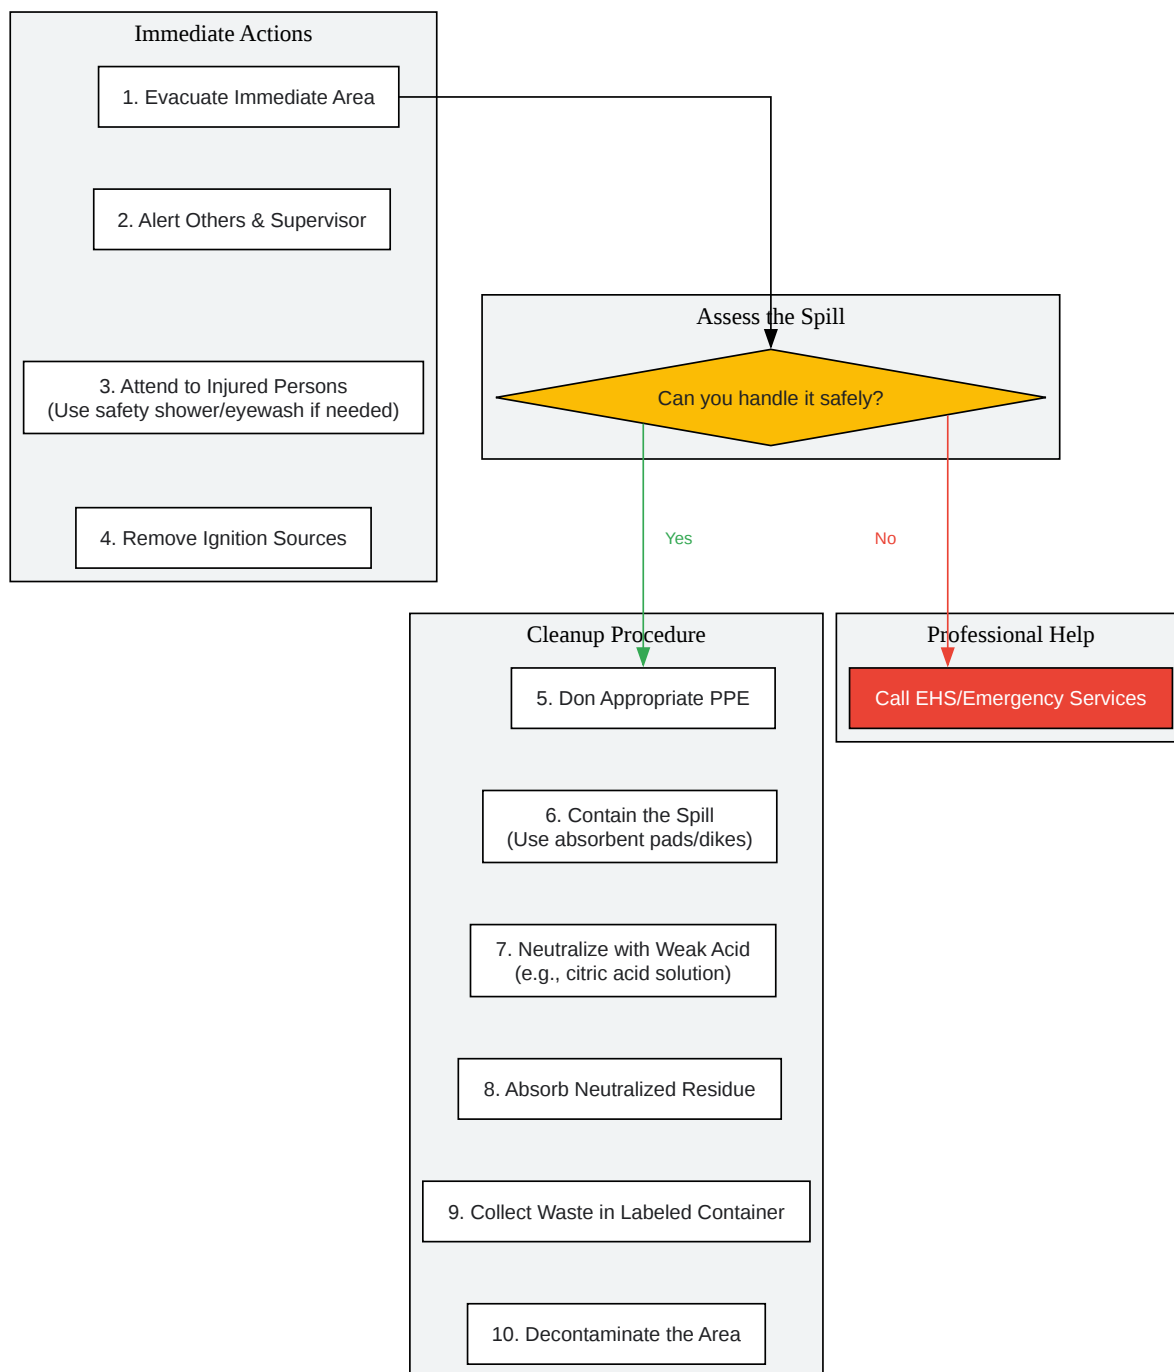 Immediate Actions
1. Evacuate Immediate Area
2. Alert Others & Supervisor
3. Attend to Injured Persons
(Use safety shower/eyewash if needed)
4. Remove Ignition Sources
Assess the Spill
Can you handle it safely?
Yes
No
Cleanup Procedure
5. Don Appropriate PPE
6. Contain the Spill
(Use absorbent pads/dikes)
7. Neutralize with Weak Acid
(e.g., citric acid solution)
8. Absorb Neutralized Residue
9. Collect Waste in Labeled Container
10. Decontaminate the Area
Professional Help
Call EHS/Emergency Services